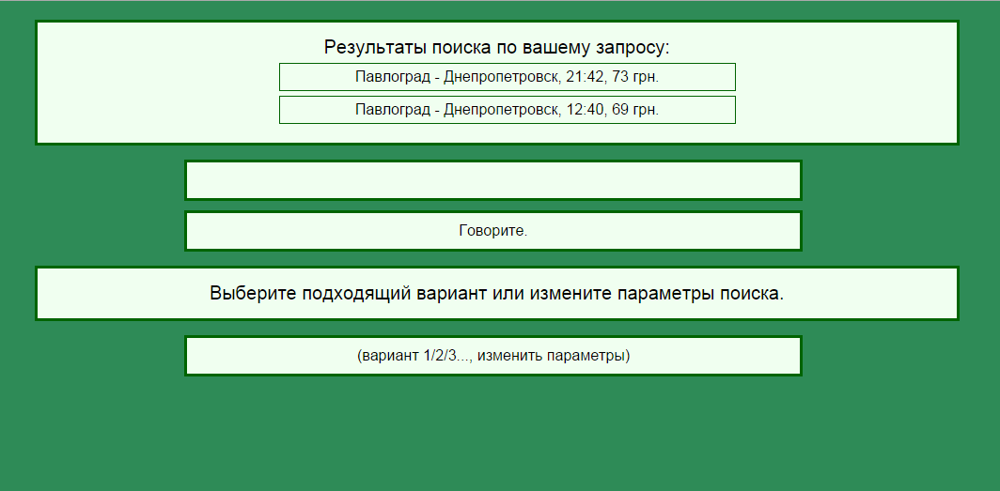 Результаты поиска по вашему запросу:
Павлоград - Днепропетровск, 21:42, 73 грн.
Павлоград - Днепропетровск, 12:40, 69 грн.
Говорите.
Выберите подходящий вариант или измените параметры поиска.
(вариант 1/2/3..., изменить параметры)